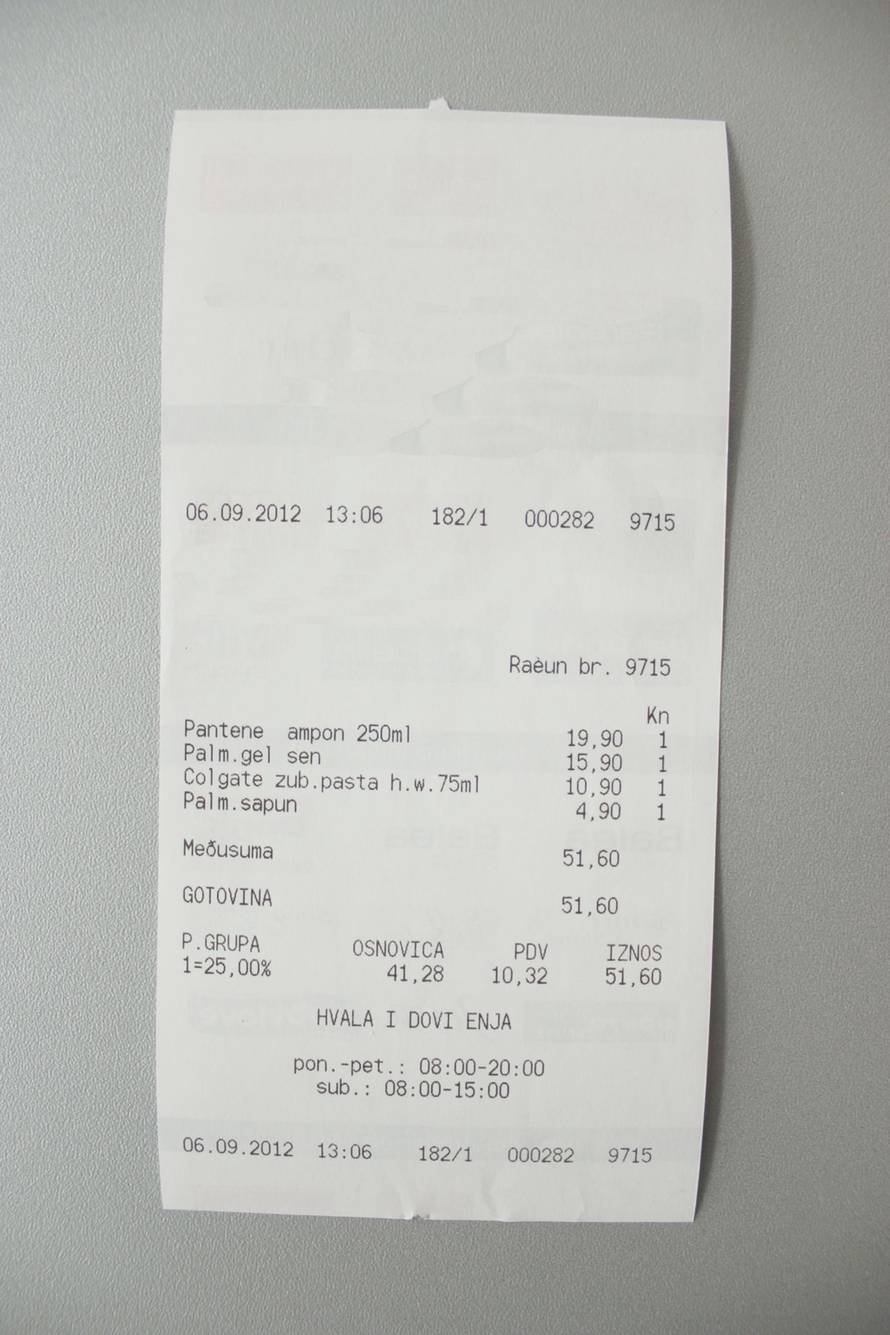 06.09.2012 13:06 182/1 000282 9715
Raèun br. 9715
Kn
Pantene ampon 250ml 19,90 1
Palm.gel sen 15,90 1
Colgate zub.pasta h.w.75ml 10,90 1
Palm.sapun 4,90 1
Meðusuma 51,60
GOTOVINA 51,60
P.GRUPA OSNOVICA PDV IZNOS
1=25,00% 41,28 10,32 51,60
HVALA I DOVI ENJA
pon.-pet.: 08:00-20:00
sub.: 08:00-15:00
06.09.2012 13:06 182/1 000282 9715